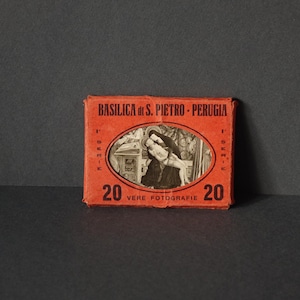 BASILICA di S. PIETRO - PERUGIA
20 VERE FOTOGRAFIE 20